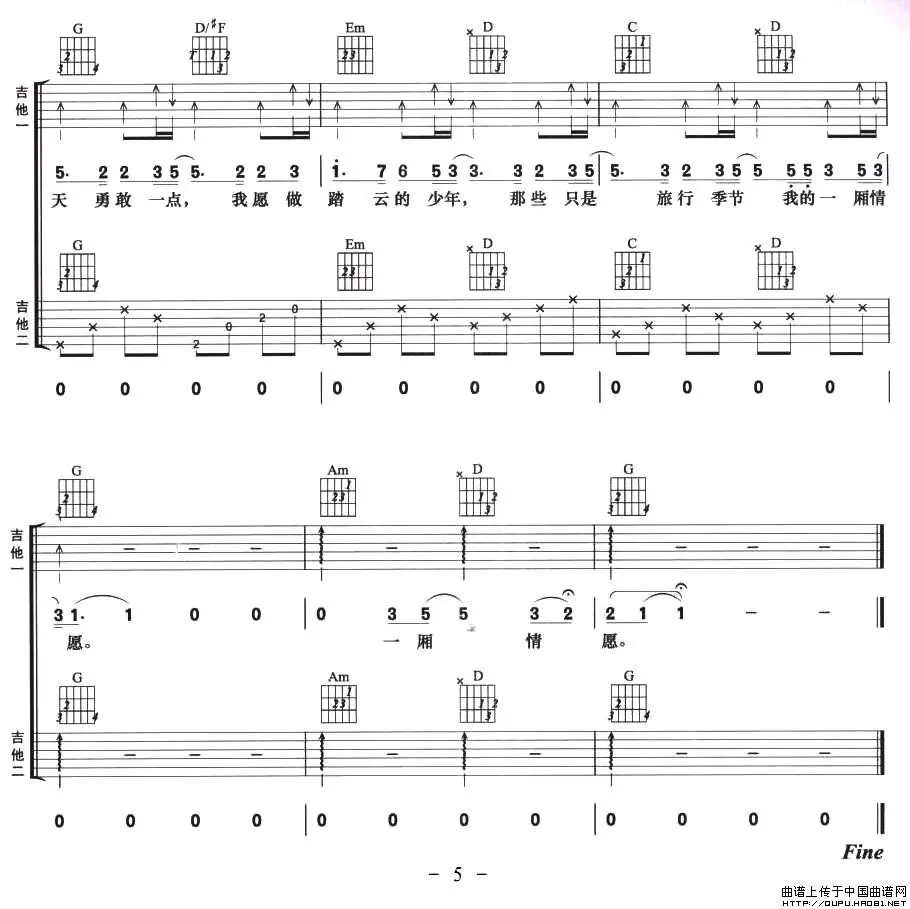 G D/#F Em D C D
吉他一
5. 2 2 3 5 5. 2 2 3 | 1. 7 6 5 3 3. 3 2 3 5 | 5. 3 2 3 5 5 5 5 3 5 3
天 勇敢 一点， 我愿做 踏 云的 少年， 那些 只是 旅行 季节 我的一 厢情
G Em D C D
吉他二
2 0 2 0
0 0 0 0 | 0 0 0 0 | 0 0 0 0 |
G Am D G
吉他一
3 1. 1 0 0 | 0 3 5 5 3 2 | 2 1 1 – –
愿。 一 厢 情 愿。
G Am D G
吉他二
0 0 0 0 | 0 0 0 0 | 0 0 0 0
Fine
- 5 -
曲谱上传于中国曲谱网
HTTP://QUPU.HAO81.NET